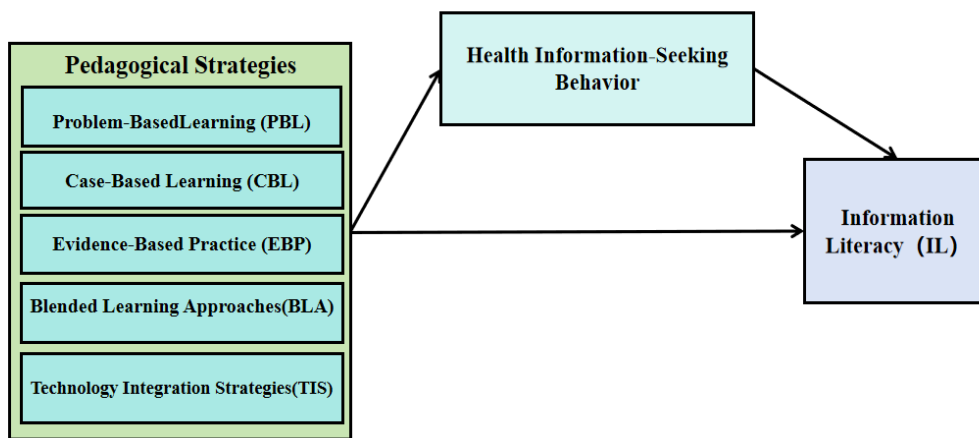 Pedagogical Strategies
Problem-BasedLearning (PBL)
Case-Based Learning (CBL)
Evidence-Based Practice (EBP)
Blended Learning Approaches(BLA)
Technology Integration Strategies(TIS)
Health Information-Seeking
Behavior
Information
Literacy（IL）